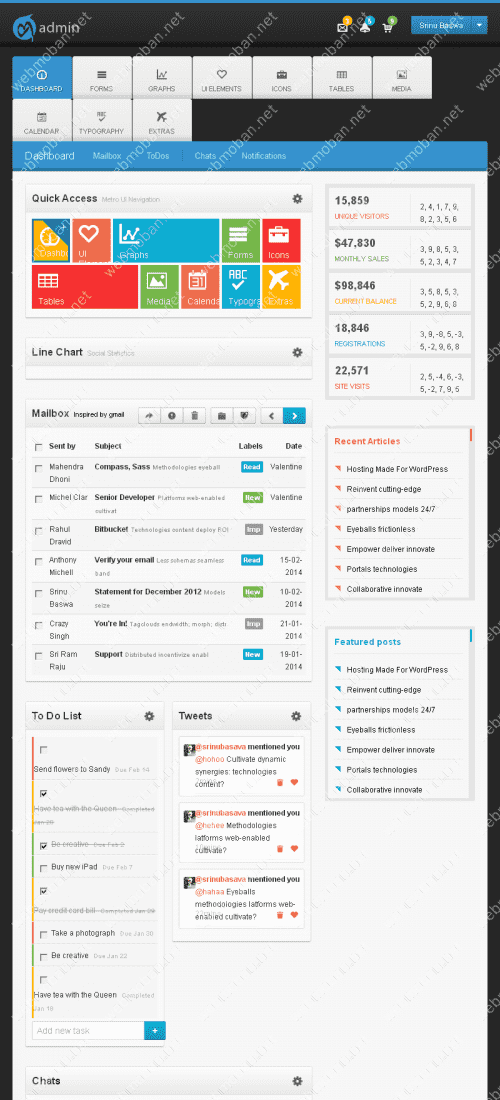 admin
3
5
9
Srinu Baswa
DASHBOARD
FORMS
GRAPHS
UI ELEMENTS
ICONS
TABLES
MEDIA
CALENDAR
TYPOGRAPHY
EXTRAS
Dashboard Mailbox ToDos Chats Notifications
Quick Access Metro UI Navigation
Graphs
Forms
Icons
Tables
Media
Extras
Line Chart Social Statistics
Mailbox Inspired by gmail
Sent by Subject Labels Date
Mahendra Dhoni
Compass, Sass Methodologies eyeball
Read
Valentine
Michel Clar
Senior Developer Platforms web-enabled
cultivat
New
Valentine
Rahul
Dravid
Bitbucket Technologies content deploy ROI
Imp
Yesterday
Anthony
Michell
Verify your email Less schemas seamless
band
Read
15-02-
2014
Srinu
Baswa
Statement for December 2012 Models
seize
New
10-02-
2014
Crazy
Singh
You're In! Tagclouds
Imp
21-01-
2014
Sri Ram
Raju
Support Distributed incentivize enabl
New
19-01-
2014
To Do List
Send flowers to Sandy Due Feb 14
Have tea with the Queen Completed
Jan 20
Be creative Due Feb 2
Buy new iPad Due Feb 7
Pay credit card bill Completed Jan 20
Take a photograph Due Jan 30
Be creative Due Jan 22
Have tea with the Queen Completed
Jan 19
Add new task +
Tweets
@srinubasava mentioned you
@hohoo Cultivate dynamic
synergies: technologies
content?
@srinubasava mentioned you
@hehee Methodologies
latforms web-enabled
cultivate?
@srinubasava mentioned you
@hahaa Eyeballs
methodologies latforms web-
enabled cultivate?
Chats
15,859
UNIQUE VISITORS
2, 4, 1, 7, 9,
8, 2, 3, 5, 6
$47,830
MONTHLY SALES
3, 9, 8, 5, 3,
5, 2, 3, 4, 7
$98,846
CURRENT BALANCE
3, 5, 8, 5, 3,
5, 2, 9, 6, 8
18,846
REGISTRATIONS
3, 9, -8, 5, -3,
5, -2, 9, 6, 8
22,571
SITE VISITS
2, 5, -4, 6, -3,
5, -2, 7, 9, 5
Recent Articles
Hosting Made For WordPress
Reinvent cutting-edge
partnerships models 24/7
Eyeballs frictionless
Empower deliver innovate
Portals technologies
Collaborative innovate
Featured posts
Hosting Made For WordPress
Reinvent cutting-edge
partnerships models 24/7
Eyeballs frictionless
Empower deliver innovate
Portals technologies
Collaborative innovate
webmoban.net